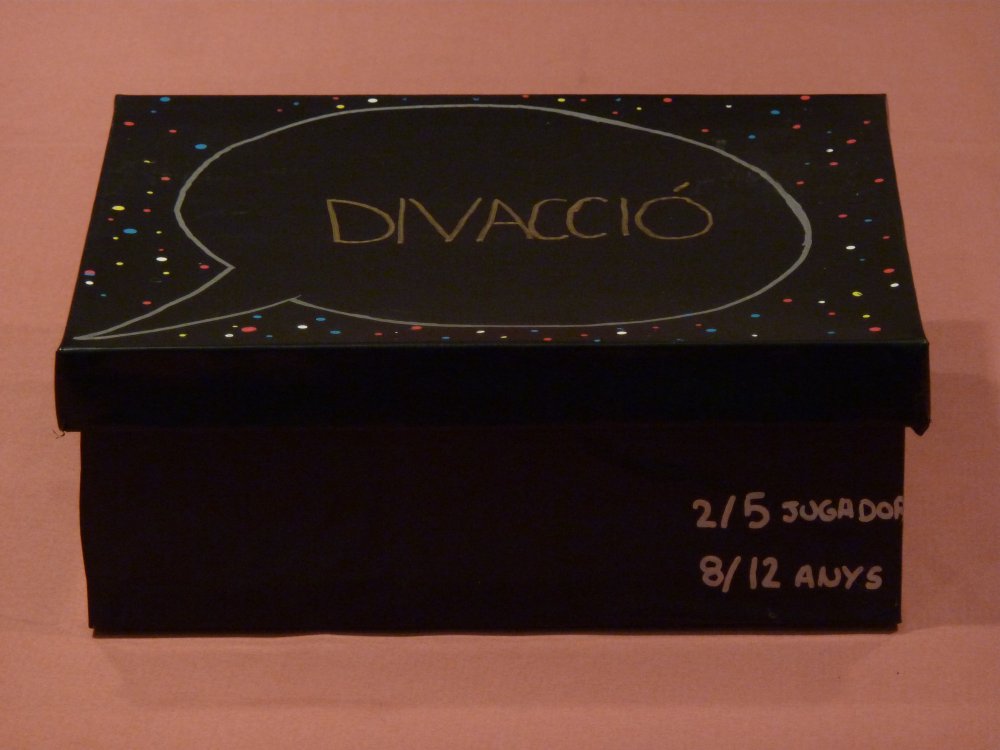 DIVACCIÓ
2/5 JUGADOR
8/12 ANYS